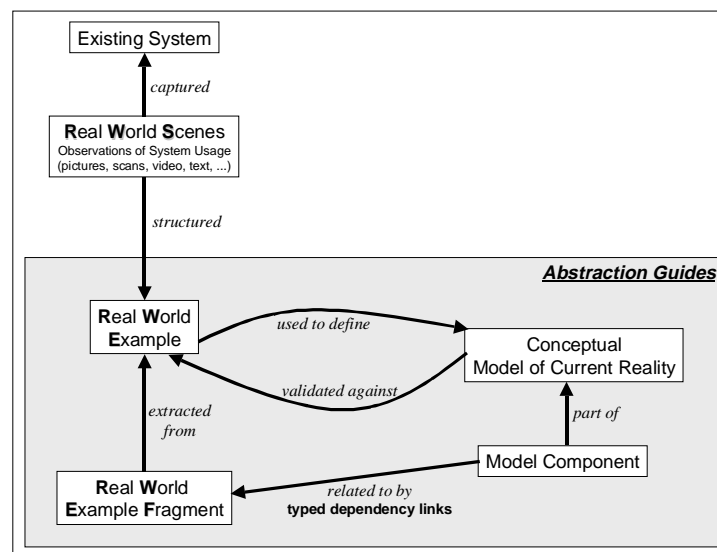 Existing System
captured
Real World Scenes
Observations of System Usage
(pictures, scans, video, text, ...)
structured
Abstraction Guides
Real World
Example
used to define
Conceptual
Model of Current Reality
validated against
extracted
from
part of
Model Component
Real World
Example Fragment
related to by
typed dependency links